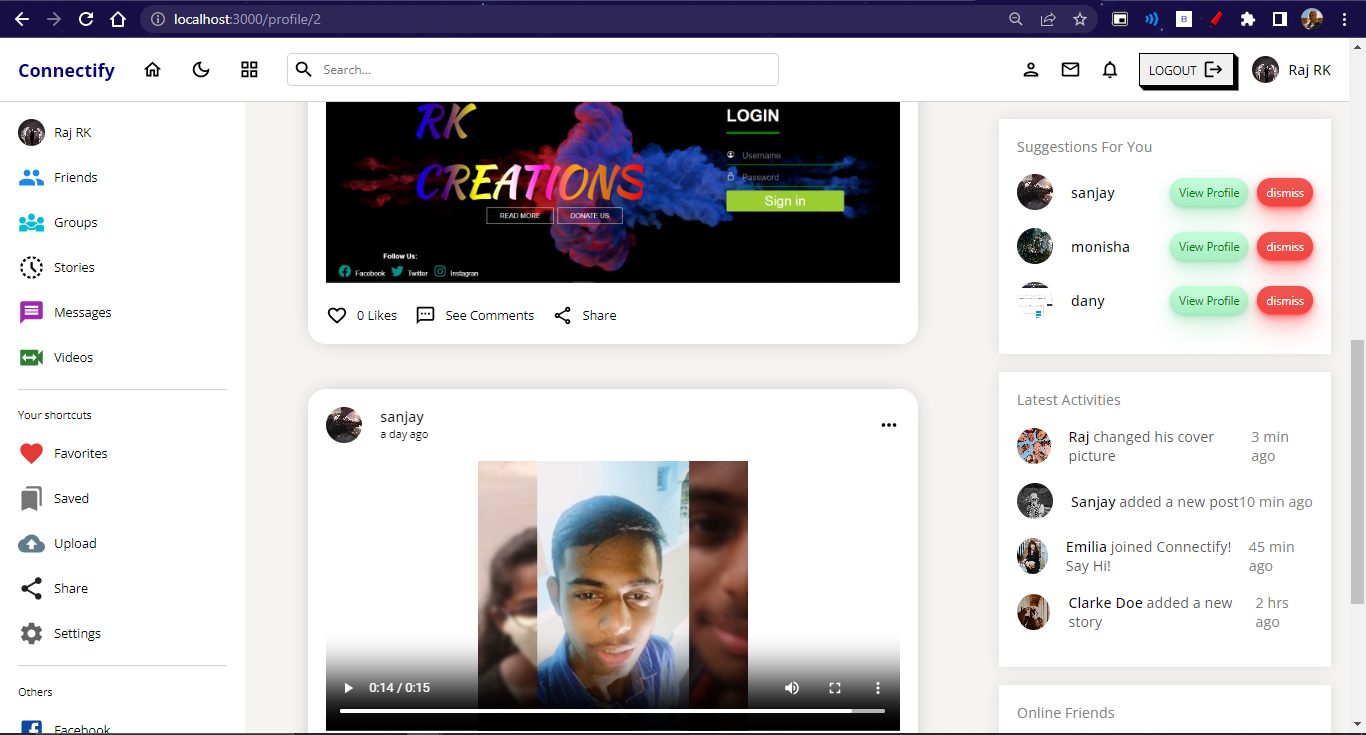 localhost:3000/profile/2
Connectify
Search...
LOGOUT
Raj RK
Raj RK
Friends
Groups
Stories
Messages
Videos
Your shortcuts
Favorites
Saved
Upload
Share
Settings
Others
Facebook
RK
CREATIONS
READ MORE
DONATE US
Follow Us:
Facebook
Twitter
Instagran
LOGIN
Username
Password
Sign in
0 Likes
See Comments
Share
sanjay
a day ago
0:14 / 0:15
Suggestions For You
sanjay
View Profile
dismiss
monisha
View Profile
dismiss
dany
View Profile
dismiss
Latest Activities
Raj changed his cover
picture
3 min
ago
Sanjay added a new post10 min ago
Emilia joined Connectify!
Say Hi!
45 min
ago
Clarke Doe added a new
story
2 hrs
ago
Online Friends